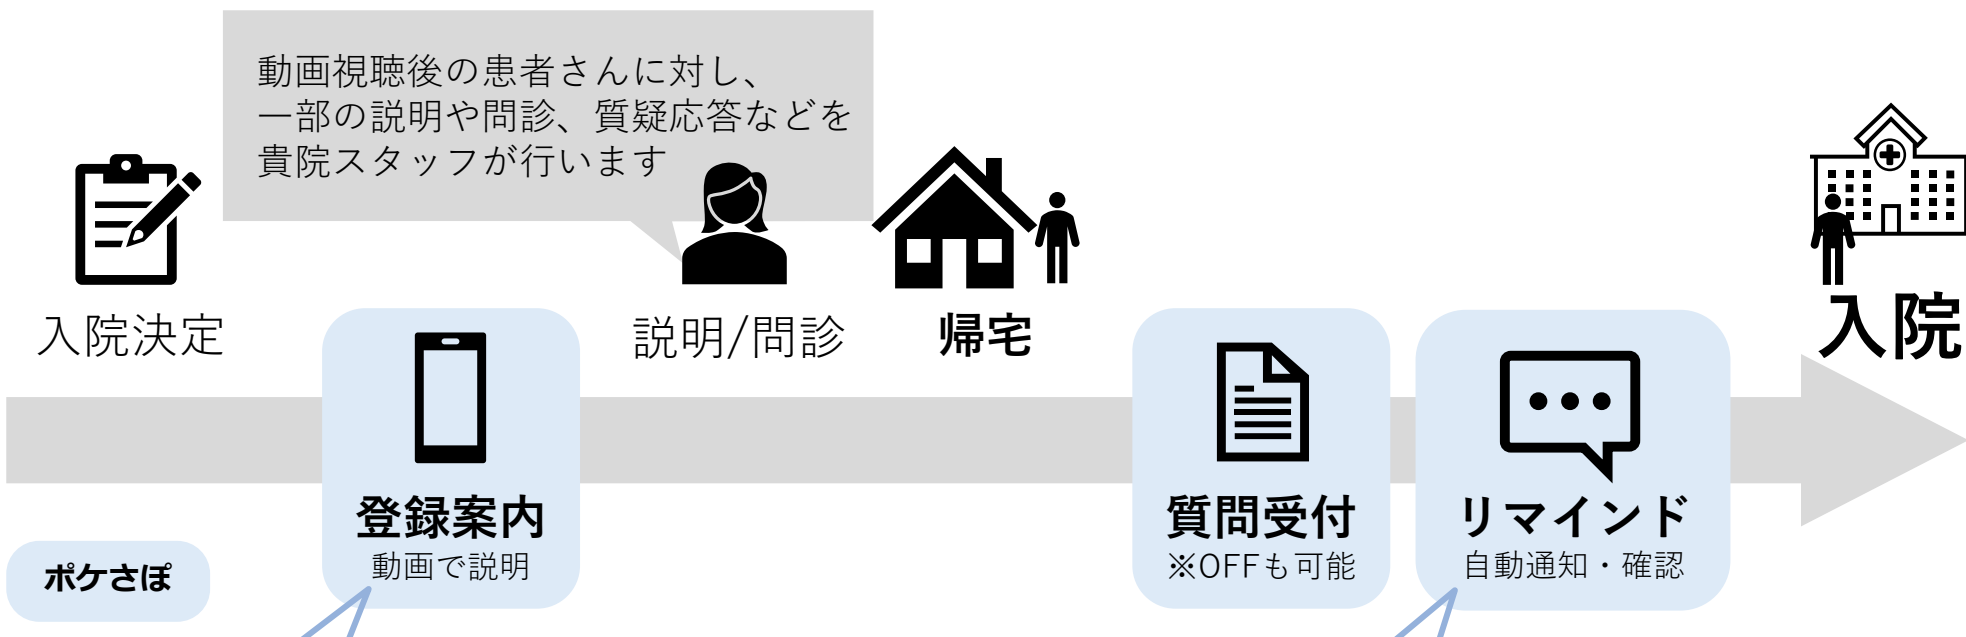 動画視聴後の患者さんに対し、
一部の説明や問診、質疑応答などを
貴院スタッフが行います
入院決定
説明/問診
帰宅
入院
登録案内
動画で説明
質問受付
※OFFも可能
リマインド
自動通知・確認
ポケさぽ